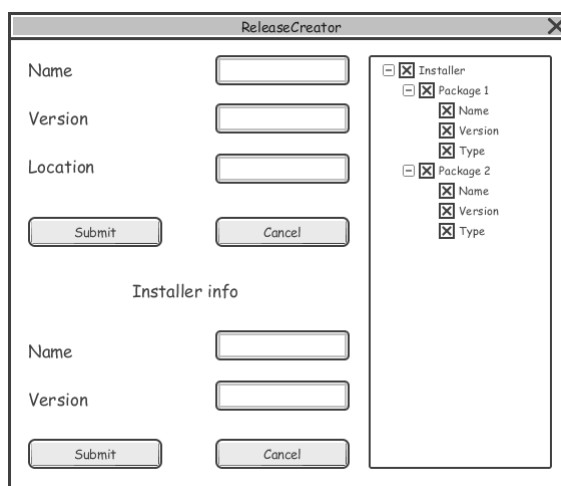 ReleaseCreator
Name
Version
Location
Submit Cancel
Installer info
Name
Version
Submit Cancel
Installer
Package 1
Name
Version
Type
Package 2
Name
Version
Type